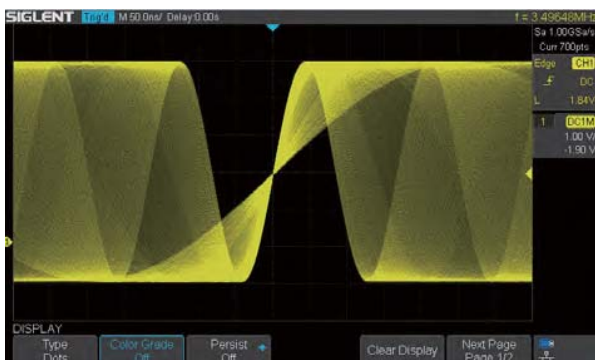 SIGLENT Trig'd M 50.0ns/ Delay:0.00s f = 3.49648MHz
Sa 1.00GSa/s
Curr 700pts
Edge CH1
DC
L 1.84V
1 DC1M
1.00 V/
-1.90 V
DISPLAY
Type Color Grade Persist Clear Display Next Page
Dots Off Off Page 1/2